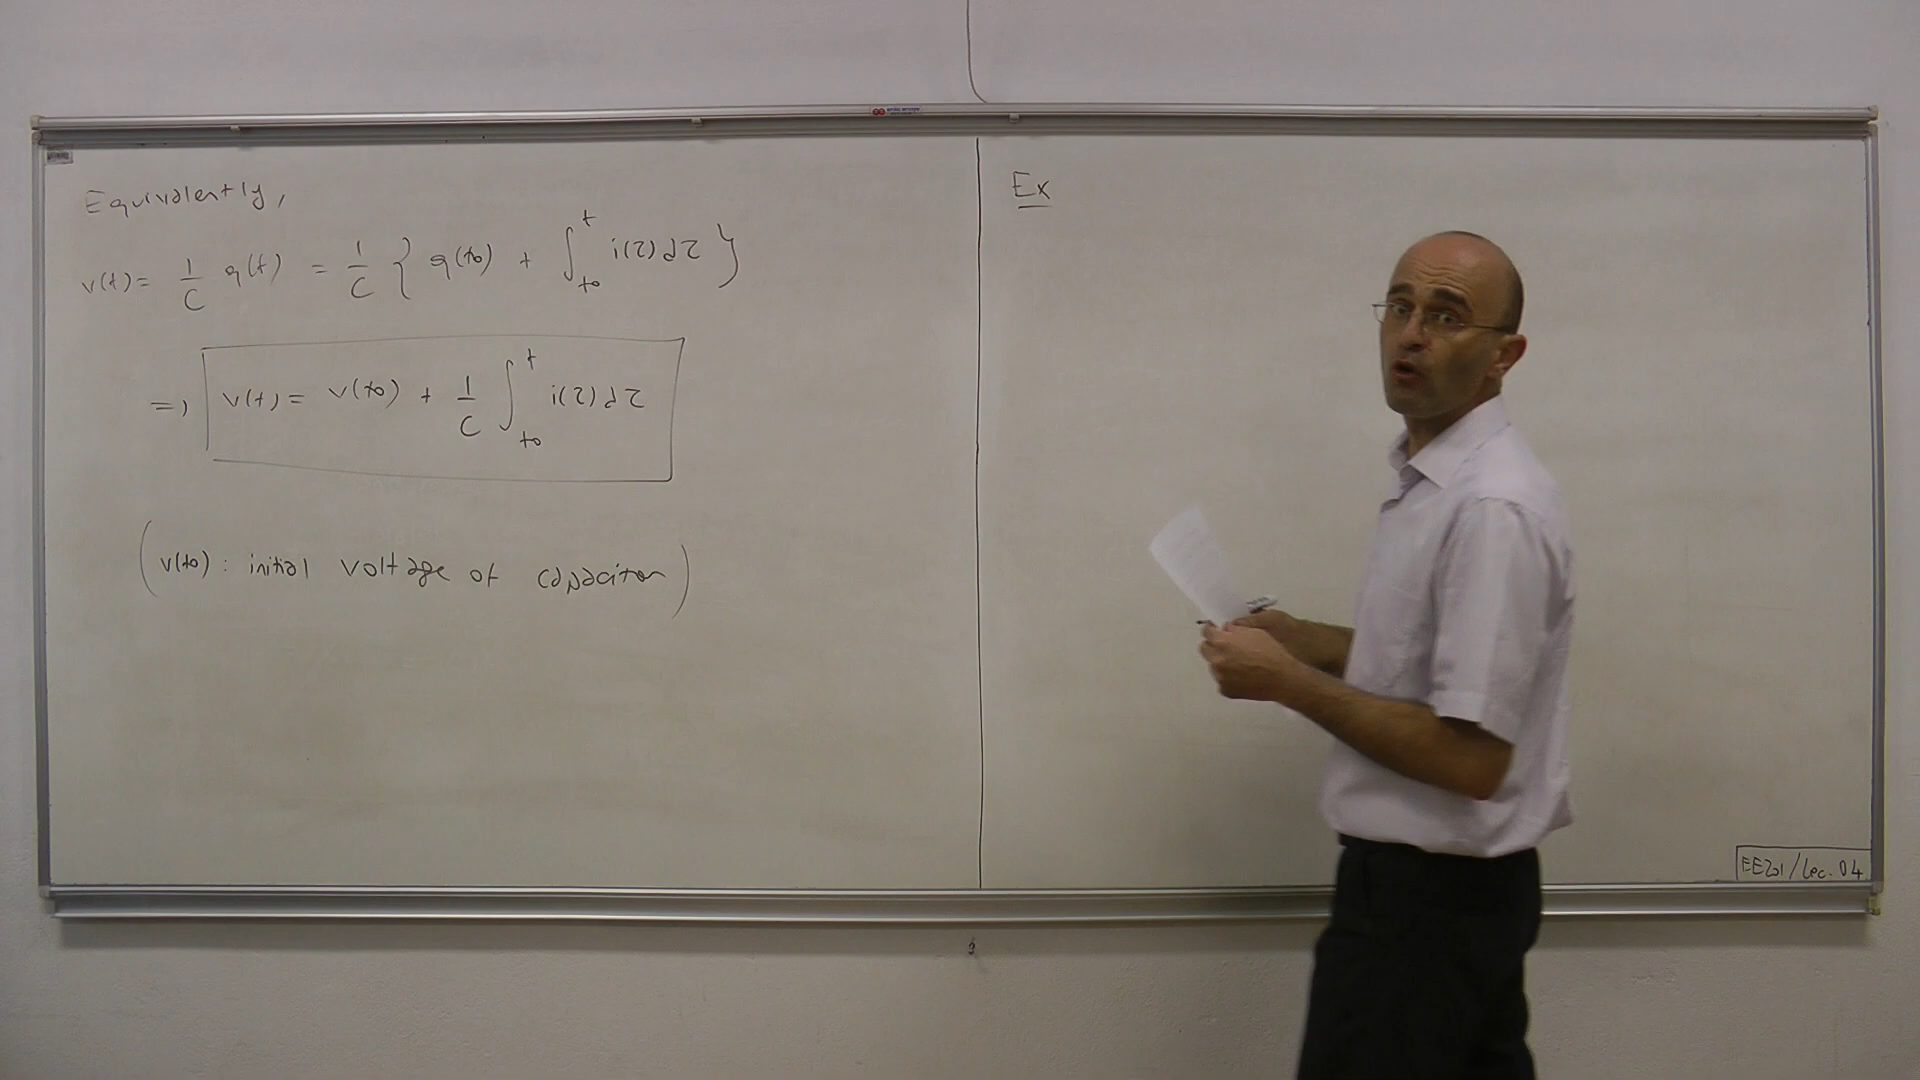 Equivalently,
v(t) = 1/C q(t) = 1/C { q(t0) + ∫_{t0}^{t} i(τ)dτ }
=> v(t) = v(t0) + 1/C ∫_{t0}^{t} i(τ)dτ
(v(t0) : initial voltage of capacitor)
Ex
EE201/Lec. 04